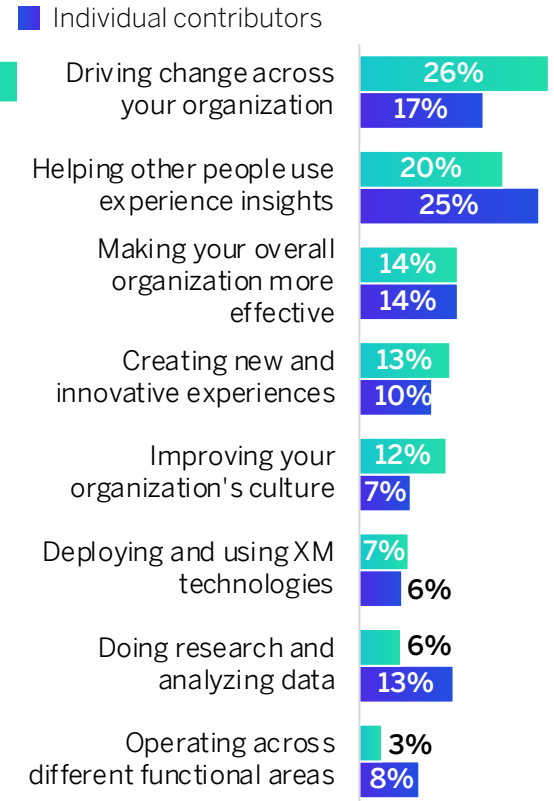 Individual contributors
Driving change across
your organization
26%
17%
Helping other people use
experience insights
20%
25%
Making your overall
organization more
effective
14%
14%
Creating new and
innovative experiences
13%
10%
Improving your
organization's culture
12%
7%
Deploying and using XM
technologies
7%
6%
Doing research and
analyzing data
6%
13%
Operating across
different functional areas
3%
8%